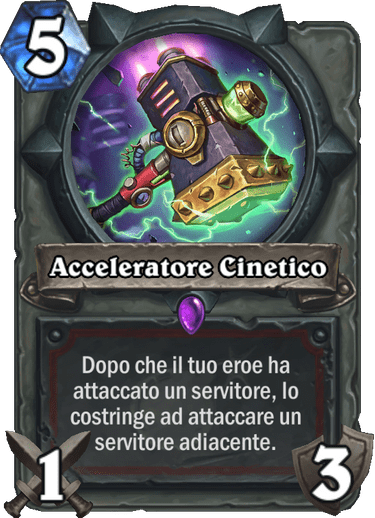 5
Acceleratore Cinetico
Dopo che il tuo eroe ha
attaccato un servitore, lo
costringe ad attaccare un
servitore adiacente.
1
3